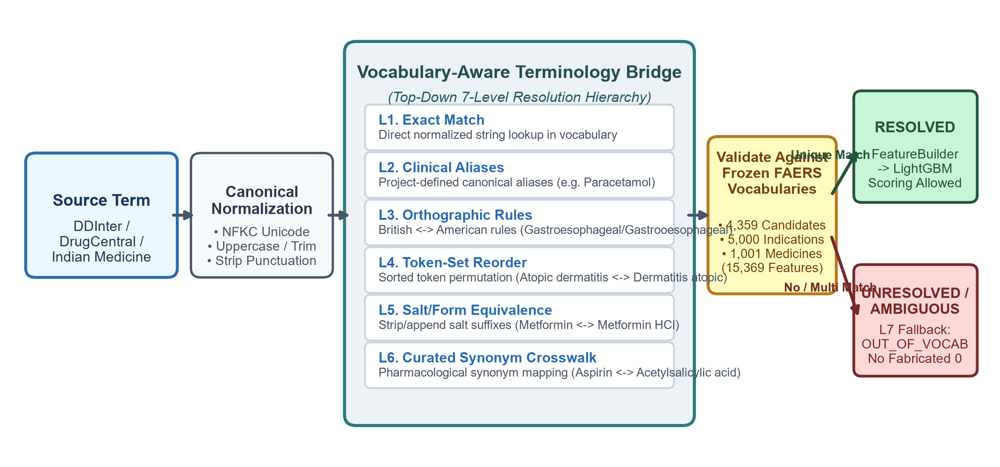 Source Term
DDInter /
DrugCentral /
Indian Medicine
Canonical
Normalization
• NFKC Unicode
• Uppercase / Trim
• Strip Punctuation
Vocabulary-Aware Terminology Bridge
(Top-Down 7-Level Resolution Hierarchy)
L1. Exact Match
Direct normalized string lookup in vocabulary
L2. Clinical Aliases
Project-defined canonical aliases (e.g. Paracetamol)
L3. Orthographic Rules
British <-> American rules (Gastroesophageal/Gastrooesophageal)
L4. Token-Set Reorder
Sorted token permutation (Atopic dermatitis <-> Dermatitis atopic)
L5. Salt/Form Equivalence
Strip/append salt suffixes (Metformin <-> Metformin HCl)
L6. Curated Synonym Crosswalk
Pharmacological synonym mapping (Aspirin <-> Acetylsalicylic acid)
Validate Against
Frozen FAERS
Vocabularies
• 4,359 Candidates
• 5,000 Indications
• 1,001 Medicines
(15,369 Features)
Unique Match
RESOLVED
FeatureBuilder
-> LightGBM
Scoring Allowed
No / Multi Match
UNRESOLVED /
AMBIGUOUS
L7 Fallback:
OUT_OF_VOCAB
No Fabricated 0